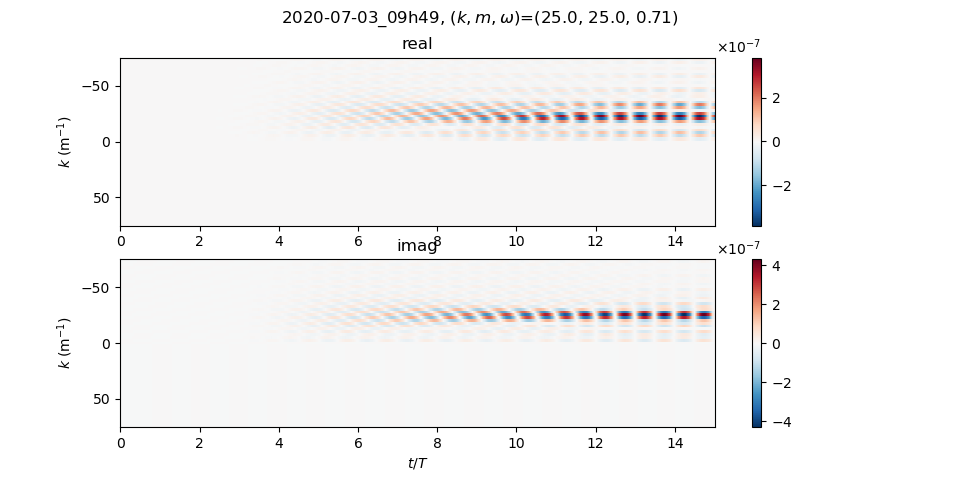 2020-07-03_09h49, (k, m, ω)=(25.0, 25.0, 0.71)
real
×10⁻⁷
−50
0
50
k (m⁻¹)
0 2 4 6 8 10 12 14
2
0
−2
imag
×10⁻⁷
−50
0
50
k (m⁻¹)
0 2 4 6 8 10 12 14
t/T
4
2
0
−2
−4